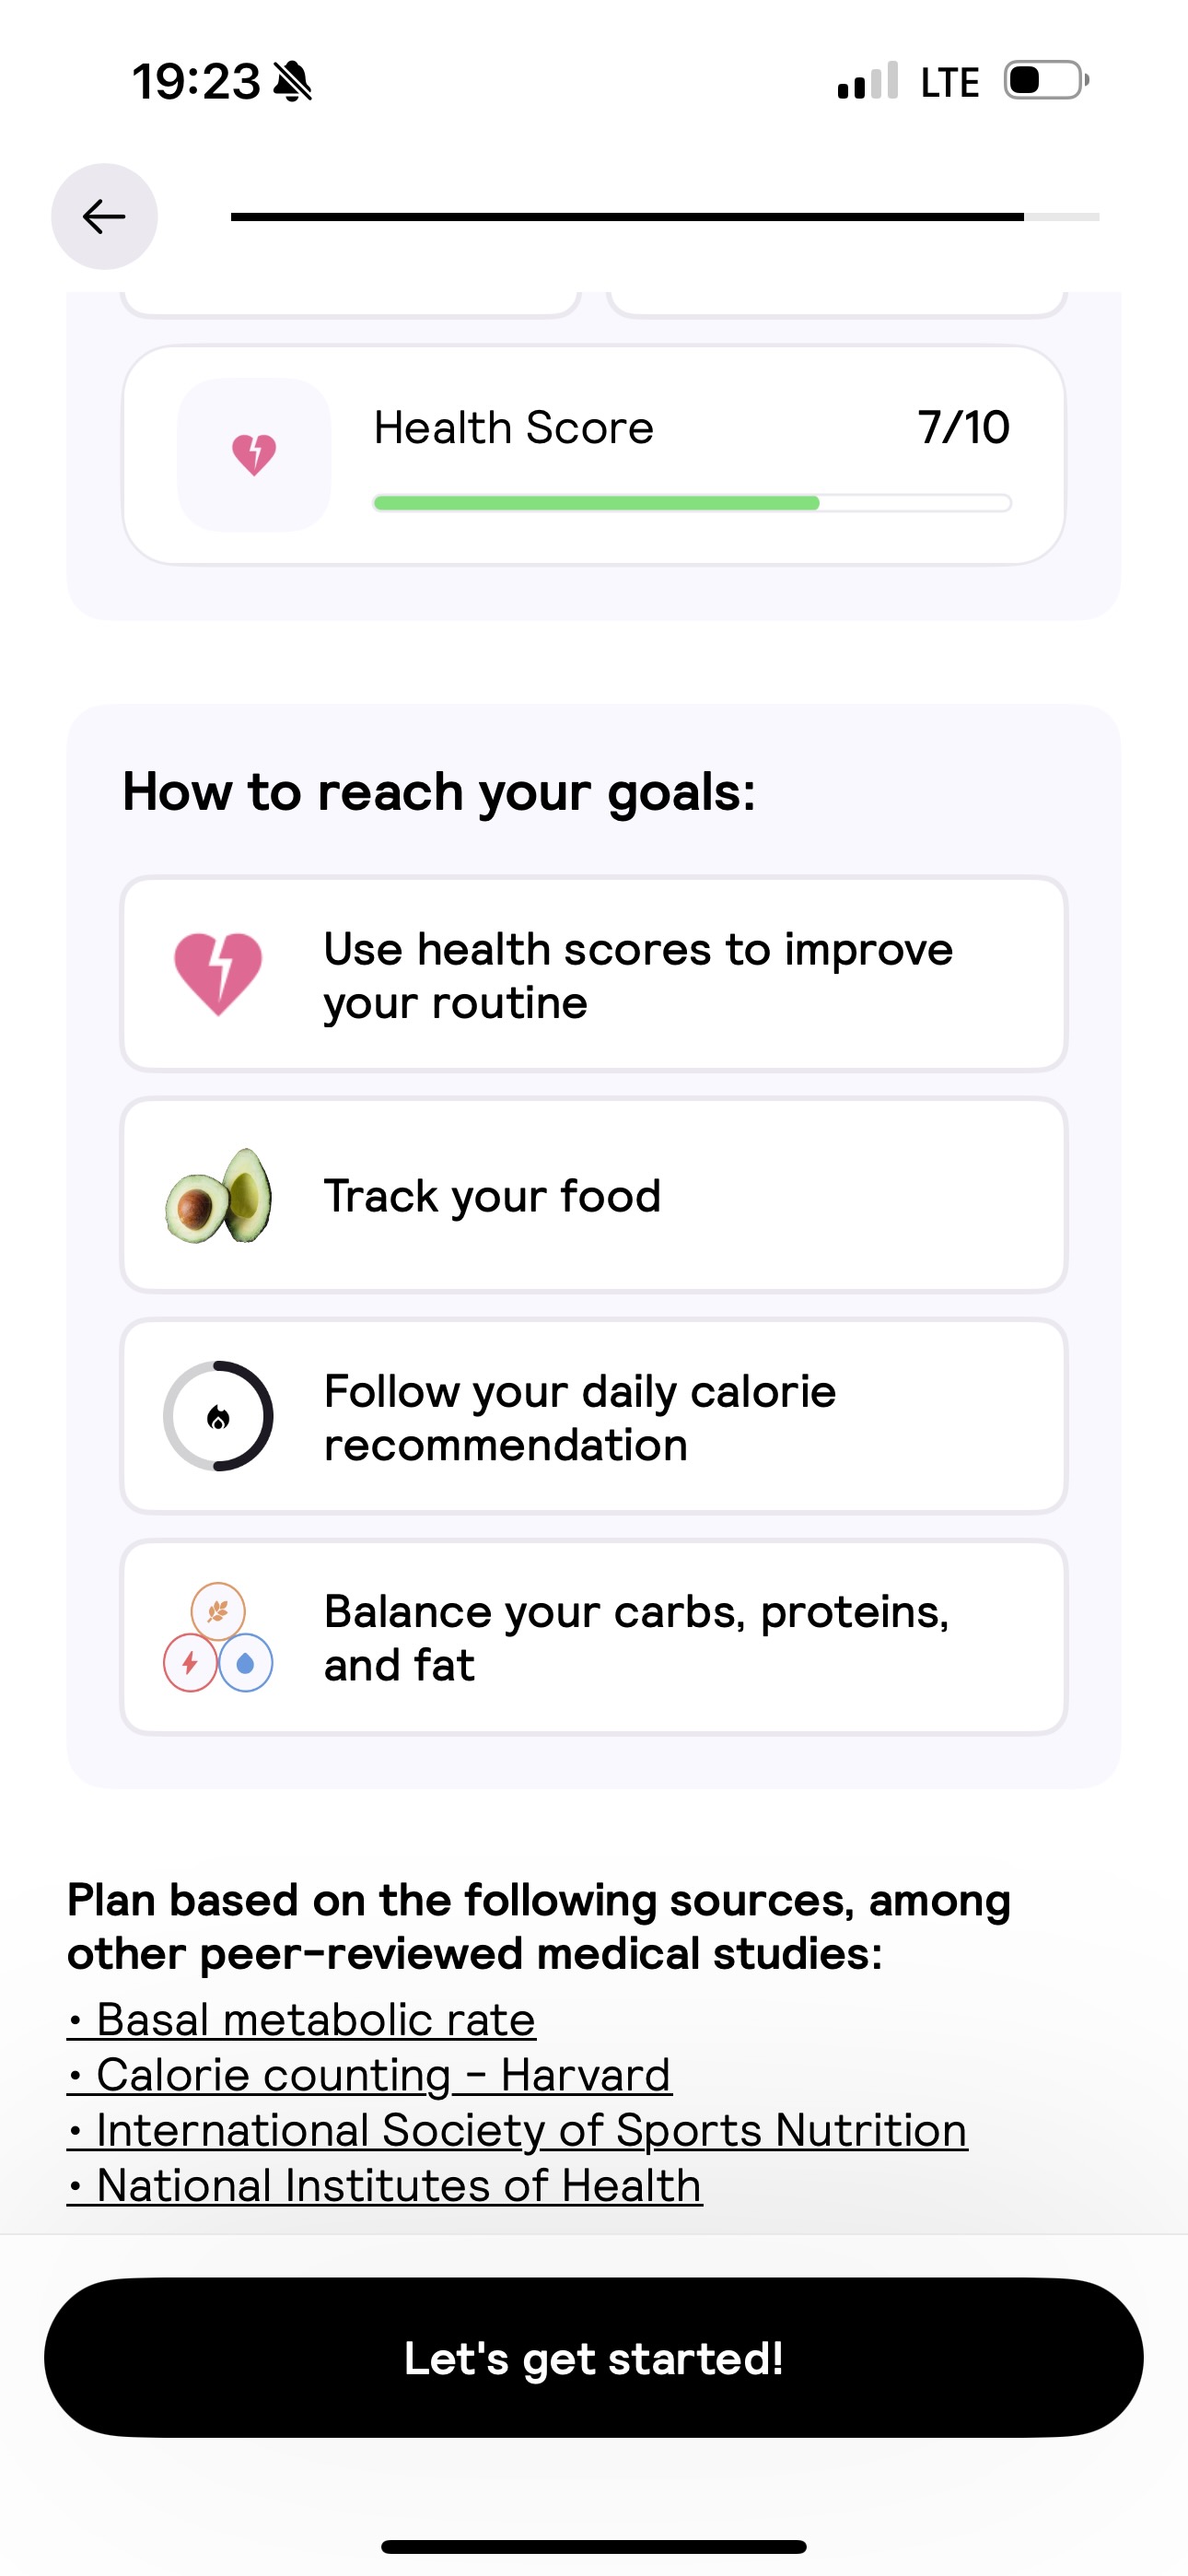 19:23 LTE
Health Score 7/10
How to reach your goals:
Use health scores to improve
your routine
Track your food
Follow your daily calorie
recommendation
Balance your carbs, proteins,
and fat
Plan based on the following sources, among
other peer-reviewed medical studies:
• Basal metabolic rate
• Calorie counting - Harvard
• International Society of Sports Nutrition
• National Institutes of Health
Let's get started!